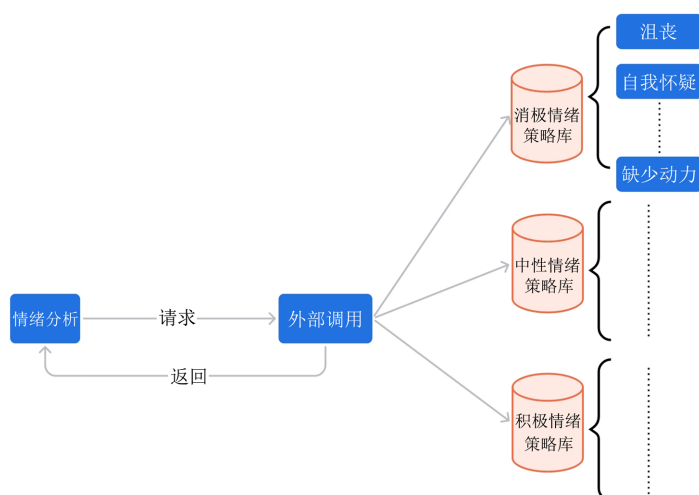 沮丧
自我怀疑
消极情绪
策略库
缺少动力
中性情绪
策略库
情绪分析
请求
外部调用
返回
积极情绪
策略库